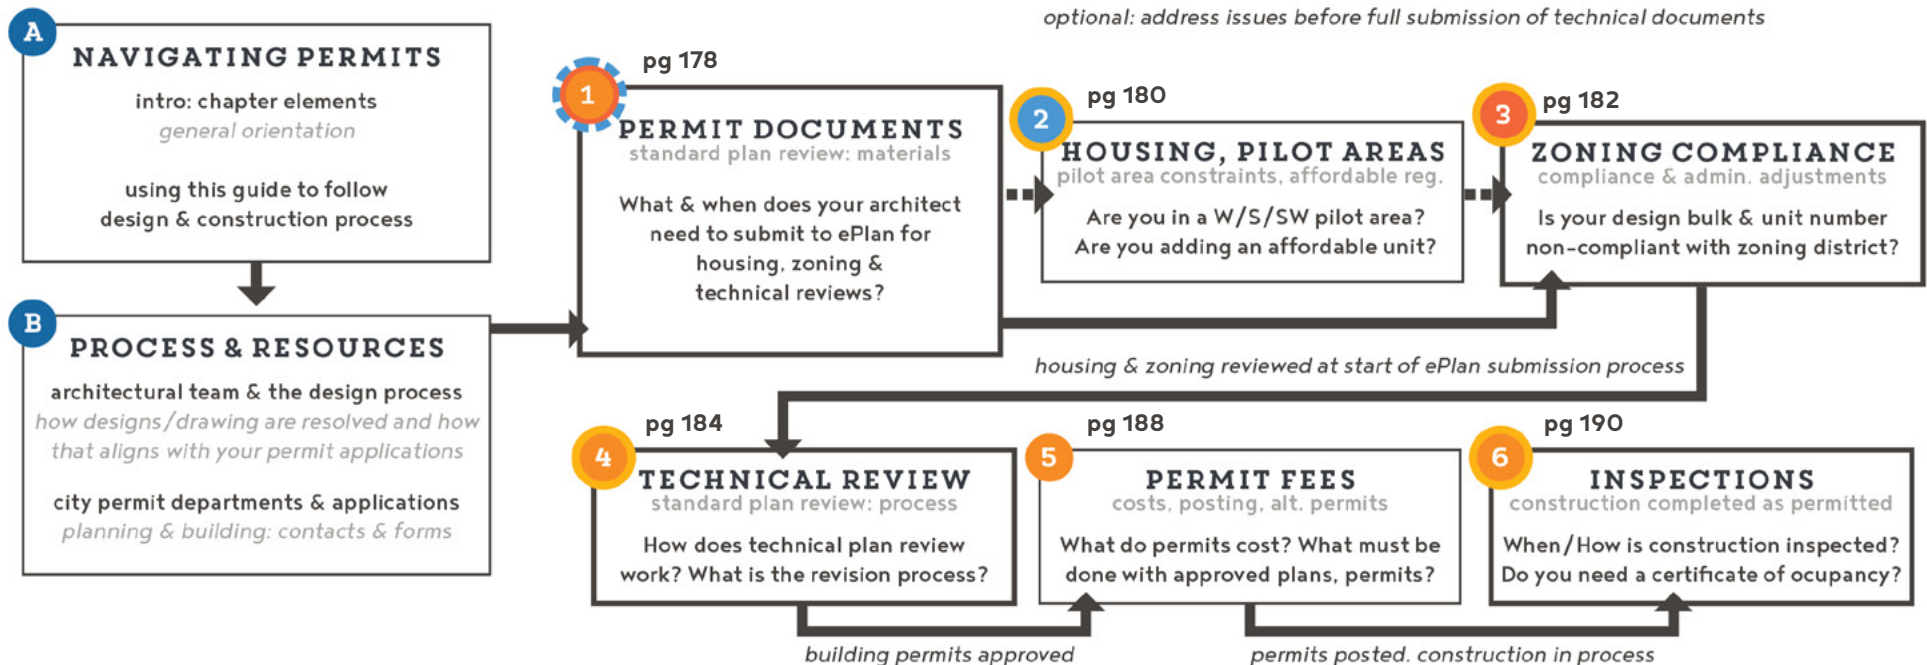 optional: address issues before full submission of technical documents
A
NAVIGATING PERMITS
intro: chapter elements
general orientation
using this guide to follow
design & construction process
B
PROCESS & RESOURCES
architectural team & the design process
how designs/drawing are resolved and how
that aligns with your permit applications
city permit departments & applications
planning & building: contacts & forms
pg 178
1
PERMIT DOCUMENTS
standard plan review: materials
What & when does your architect
need to submit to ePlan for
housing, zoning &
technical reviews?
pg 180
2
HOUSING, PILOT AREAS
pilot area constraints, affordable reg.
Are you in a W/S/SW pilot area?
Are you adding an affordable unit?
pg 182
3
ZONING COMPLIANCE
compliance & admin. adjustments
Is your design bulk & unit number
non-compliant with zoning district?
housing & zoning reviewed at start of ePlan submission process
pg 184
4
TECHNICAL REVIEW
standard plan review: process
How does technical plan review
work? What is the revision process?
building permits approved
pg 188
5
PERMIT FEES
costs, posting, alt. permits
What do permits cost? What must be
done with approved plans, permits?
permits posted. construction in process
pg 190
6
INSPECTIONS
construction completed as permitted
When/How is construction inspected?
Do you need a certificate of ocupancy?